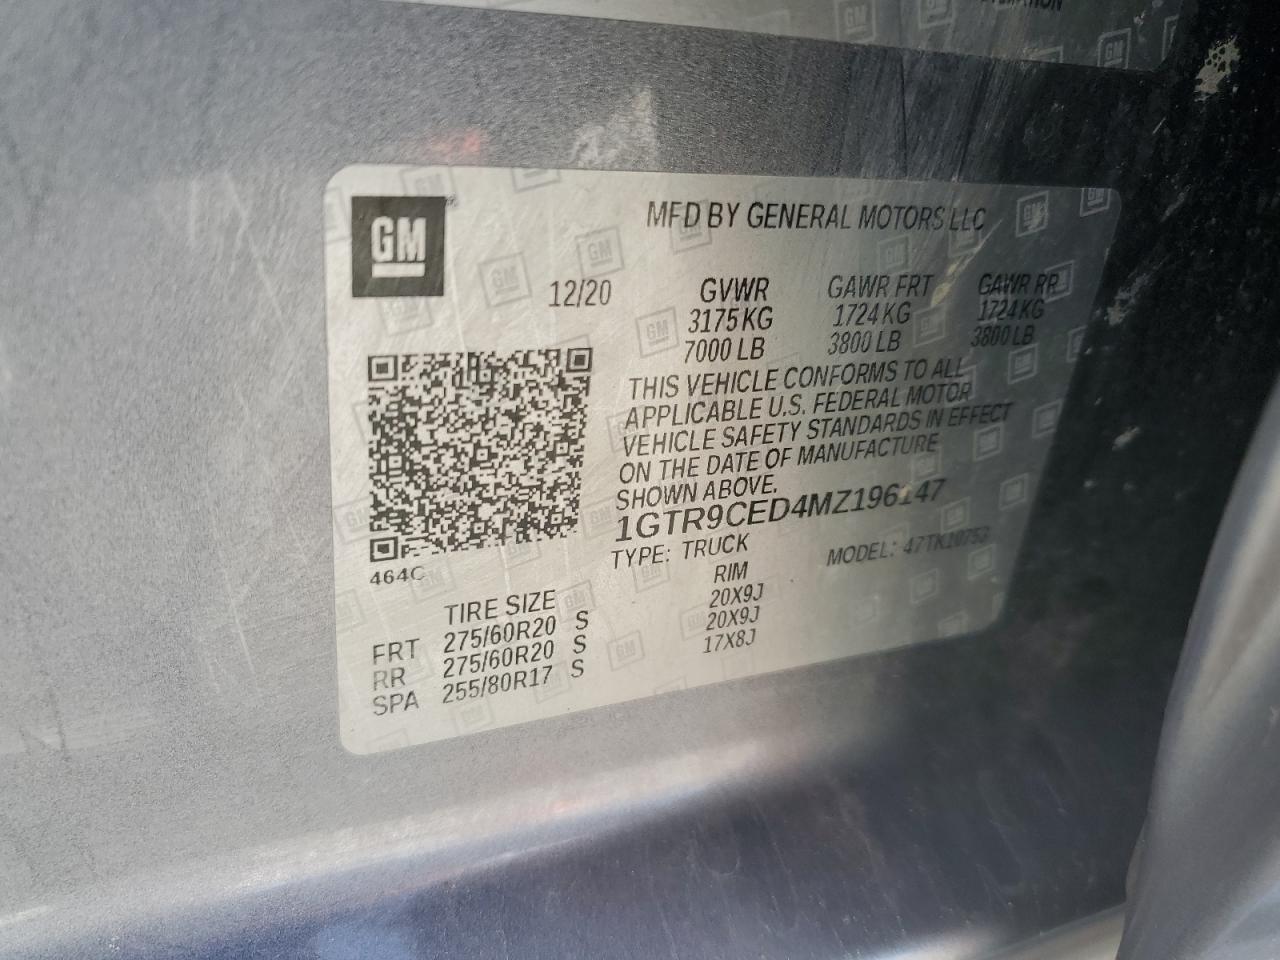 GM
MFD BY GENERAL MOTORS LLC
12/20
GVWR GAWR FRT GAWR RR
3175 KG 1724 KG 1724 KG
7000 LB 3800 LB 3800 LB
THIS VEHICLE CONFORMS TO ALL
APPLICABLE U.S. FEDERAL MOTOR
VEHICLE SAFETY STANDARDS IN EFFECT
ON THE DATE OF MANUFACTURE
SHOWN ABOVE.
1GTR9CED4MZ196147
TYPE: TRUCK MODEL: 47TK10753
464C
TIRE SIZE RIM
FRT 275/60R20 S 20X9J
RR 275/60R20 S 20X9J
SPA 255/80R17 S 17X8J